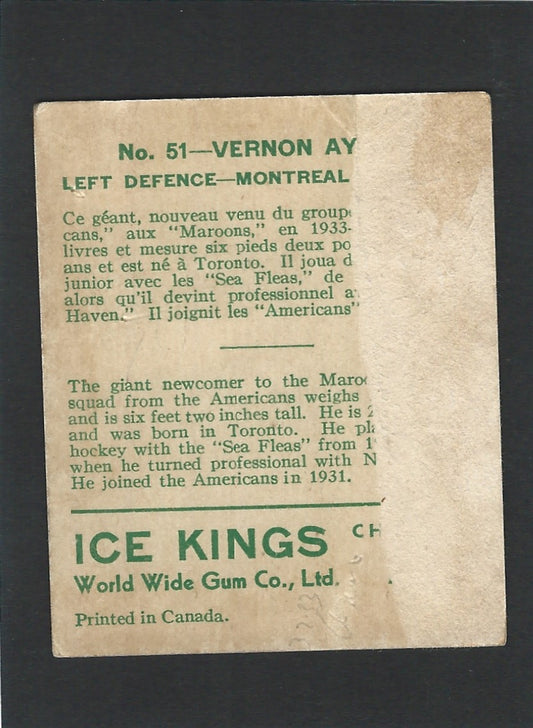 No. 51—VERNON AY
LEFT DEFENCE—MONTREAL
Ce géant, nouveau venu du group
cans," aux "Maroons," en 1933-
livres et mesure six pieds deux po
ans et est né à Toronto. Il joua d
junior avec les "Sea Fleas," de
alors qu'il devint professionnel a
Haven." Il joignit les "Americans"
The giant newcomer to the Maroo
squad from the Americans weighs
and is six feet two inches tall. He is
and was born in Toronto. He pla
hockey with the "Sea Fleas" from 1
when he turned professional with N
He joined the Americans in 1931.
ICE KINGS CH
World Wide Gum Co., Ltd.
Printed in Canada.